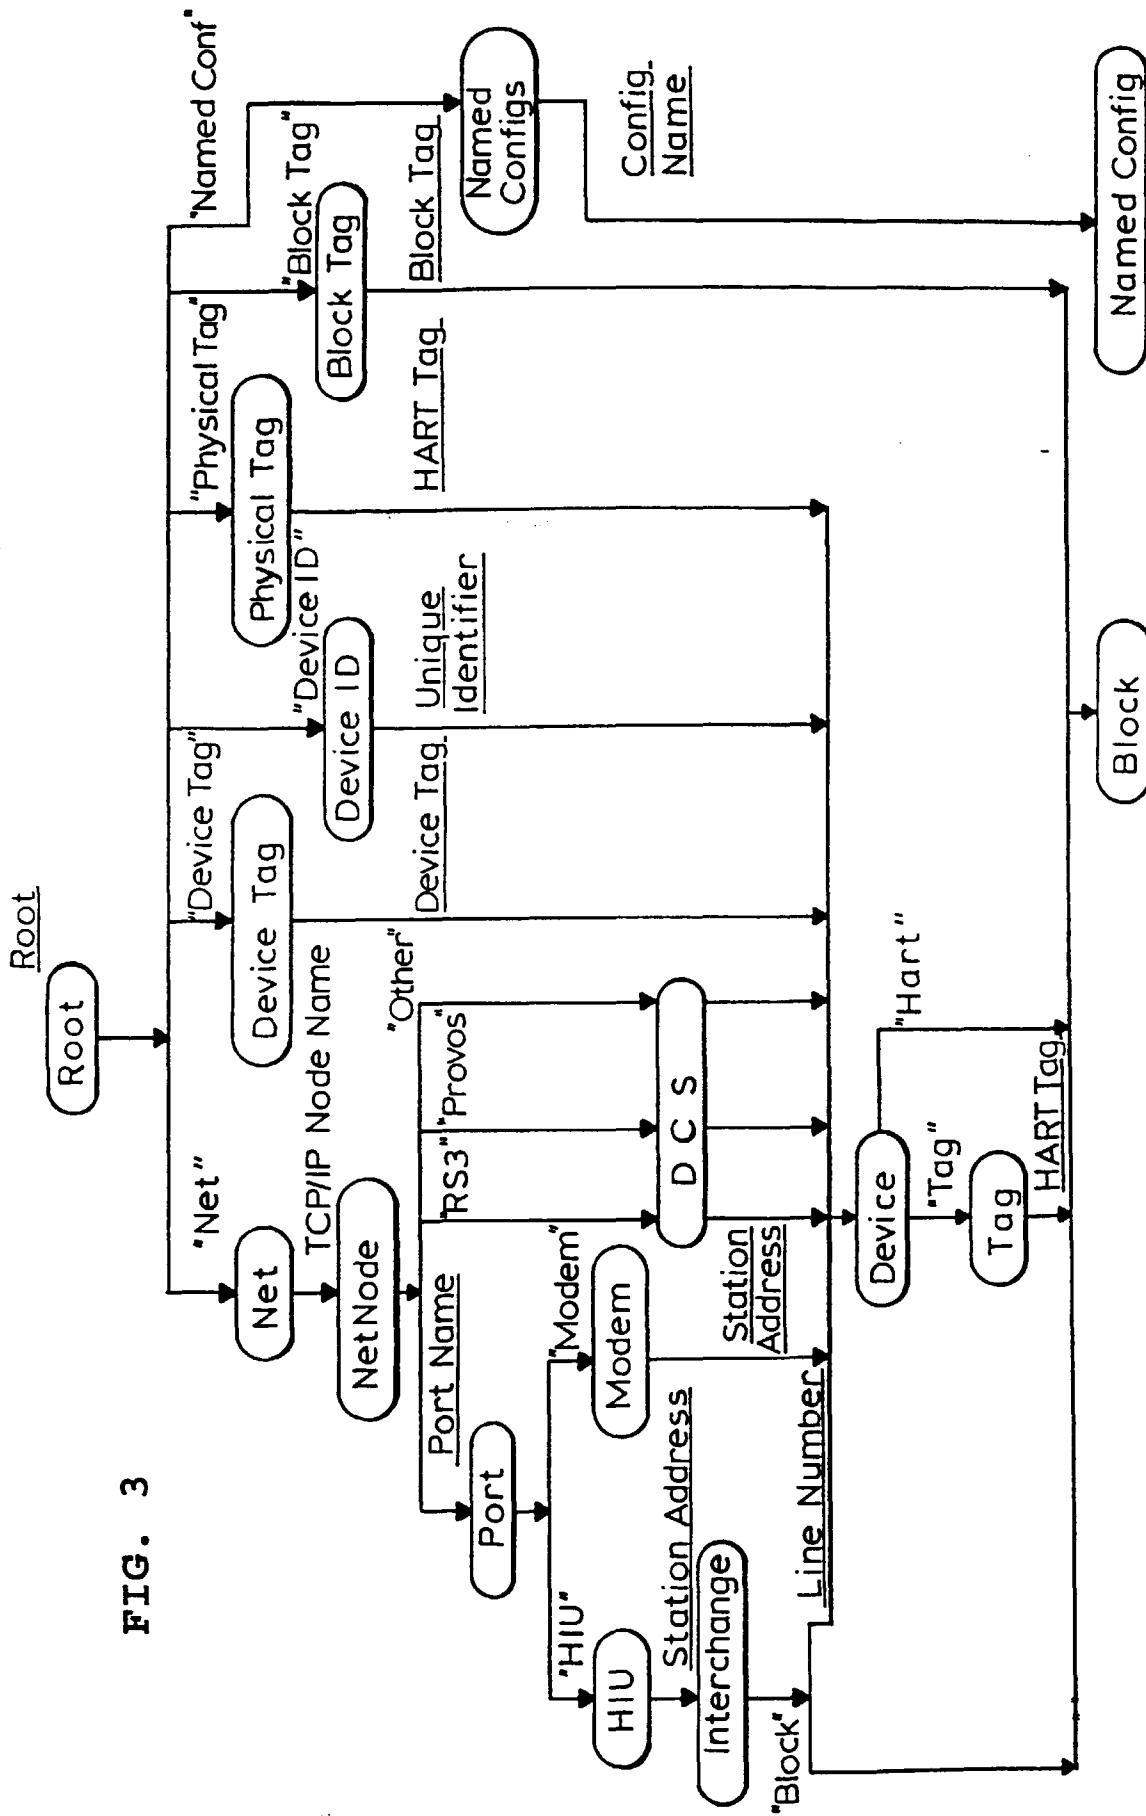 FIG. 3
Root
Root
"Net"
"Device Tag"
"Device ID"
"Physical Tag"
"Block Tag"
"Named Conf"
Net
Device Tag
Device ID
Physical Tag
Block Tag
TCP/IP Node Name
NetNode
Port Name
"RS3"
"Provos"
"Other"
Device Tag
Unique
Identifier
HART Tag
Block Tag
Named
Configs
Port
"HIU"
"Modem"
HIU
Modem
D C S
Config
Name
Station Address
Station
Address
Interchange
"Block"
Line Number
Device
"Hart"
"Tag"
Tag
HART Tag
Block
Named Config